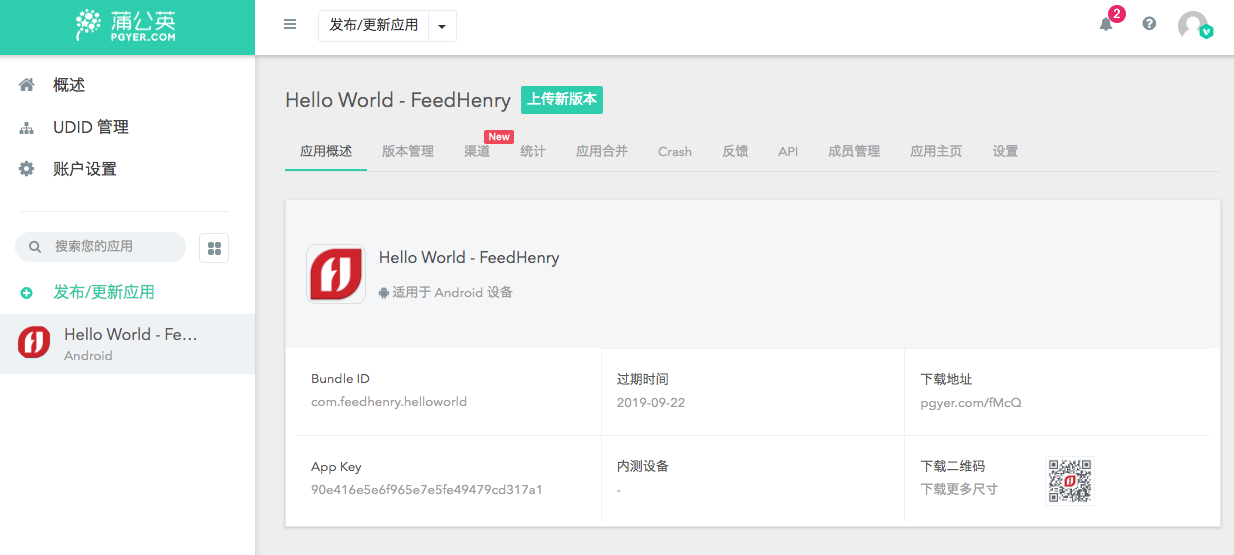 蒲公英
PGYER.COM
发布/更新应用
2
概述
UDID 管理
账户设置
搜索您的应用
发布/更新应用
Hello World - Fe...
Android
Hello World - FeedHenry
上传新版本
New
应用概述 版本管理 渠道 统计 应用合并 Crash 反馈 API 成员管理 应用主页 设置
Hello World - FeedHenry
适用于 Android 设备
Bundle ID
com.feedhenry.helloworld
过期时间
2019-09-22
下载地址
pgyer.com/fMcQ
App Key
90e416e5e6f965e7e5fe49479cd317a1
内测设备
-
下载二维码
下载更多尺寸